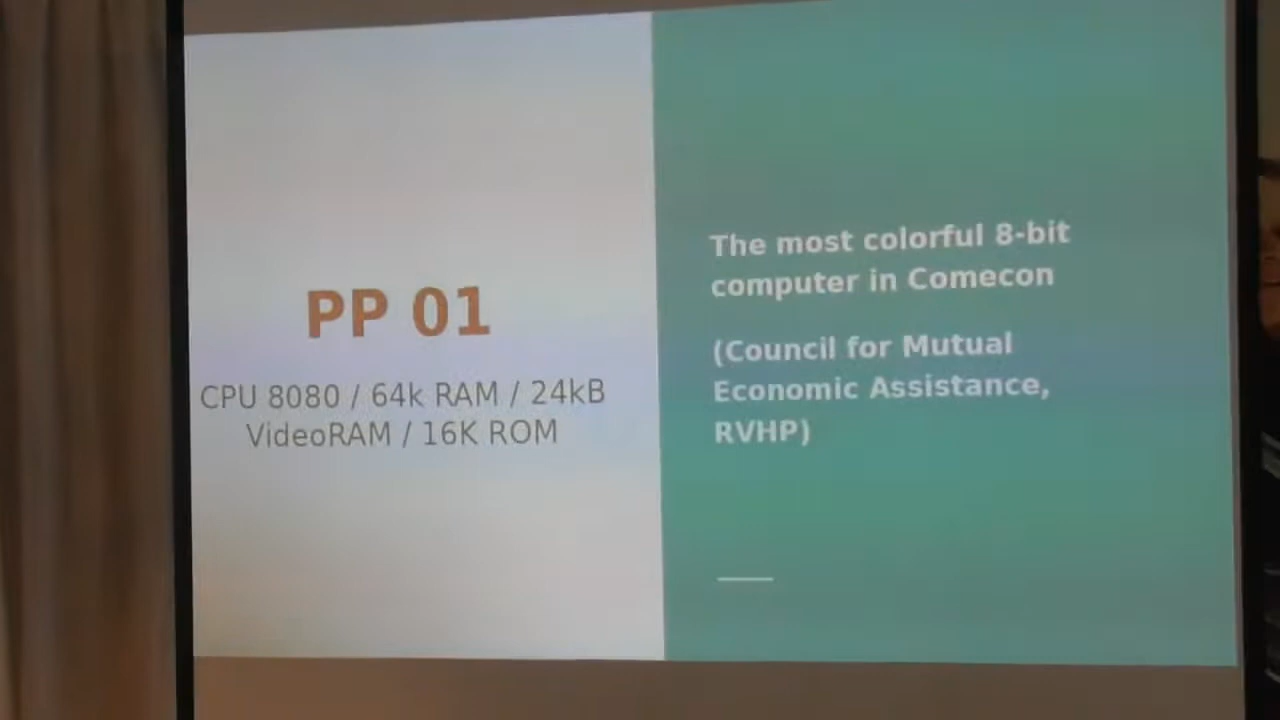 PP 01
CPU 8080 / 64k RAM / 24kB
VideoRAM / 16K ROM
The most colorful 8-bit
computer in Comecon
(Council for Mutual
Economic Assistance,
RVHP)